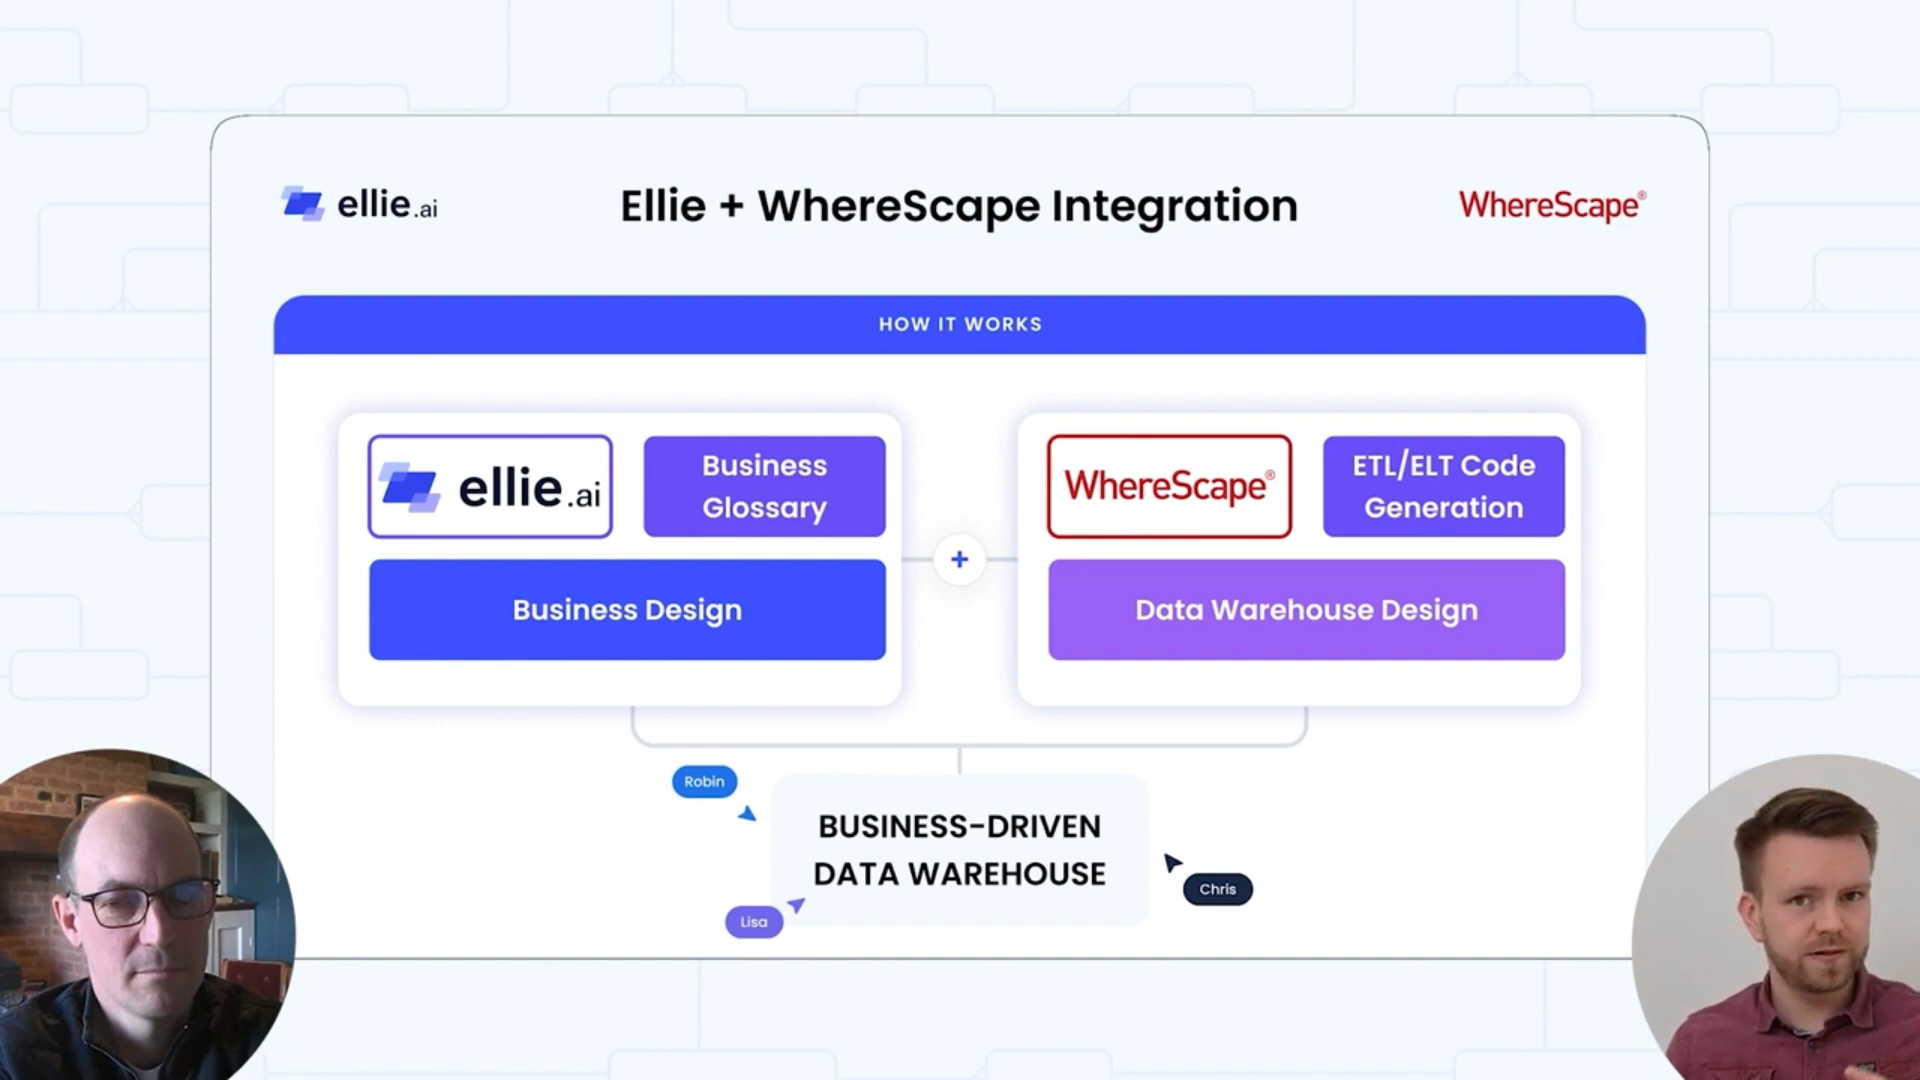 ellie.ai
Ellie + WhereScape Integration
WhereScape®
HOW IT WORKS
ellie.ai
Business
Glossary
WhereScape®
ETL/ELT Code
Generation
+
Business Design
Data Warehouse Design
Robin
BUSINESS-DRIVEN
DATA WAREHOUSE
Chris
Lisa